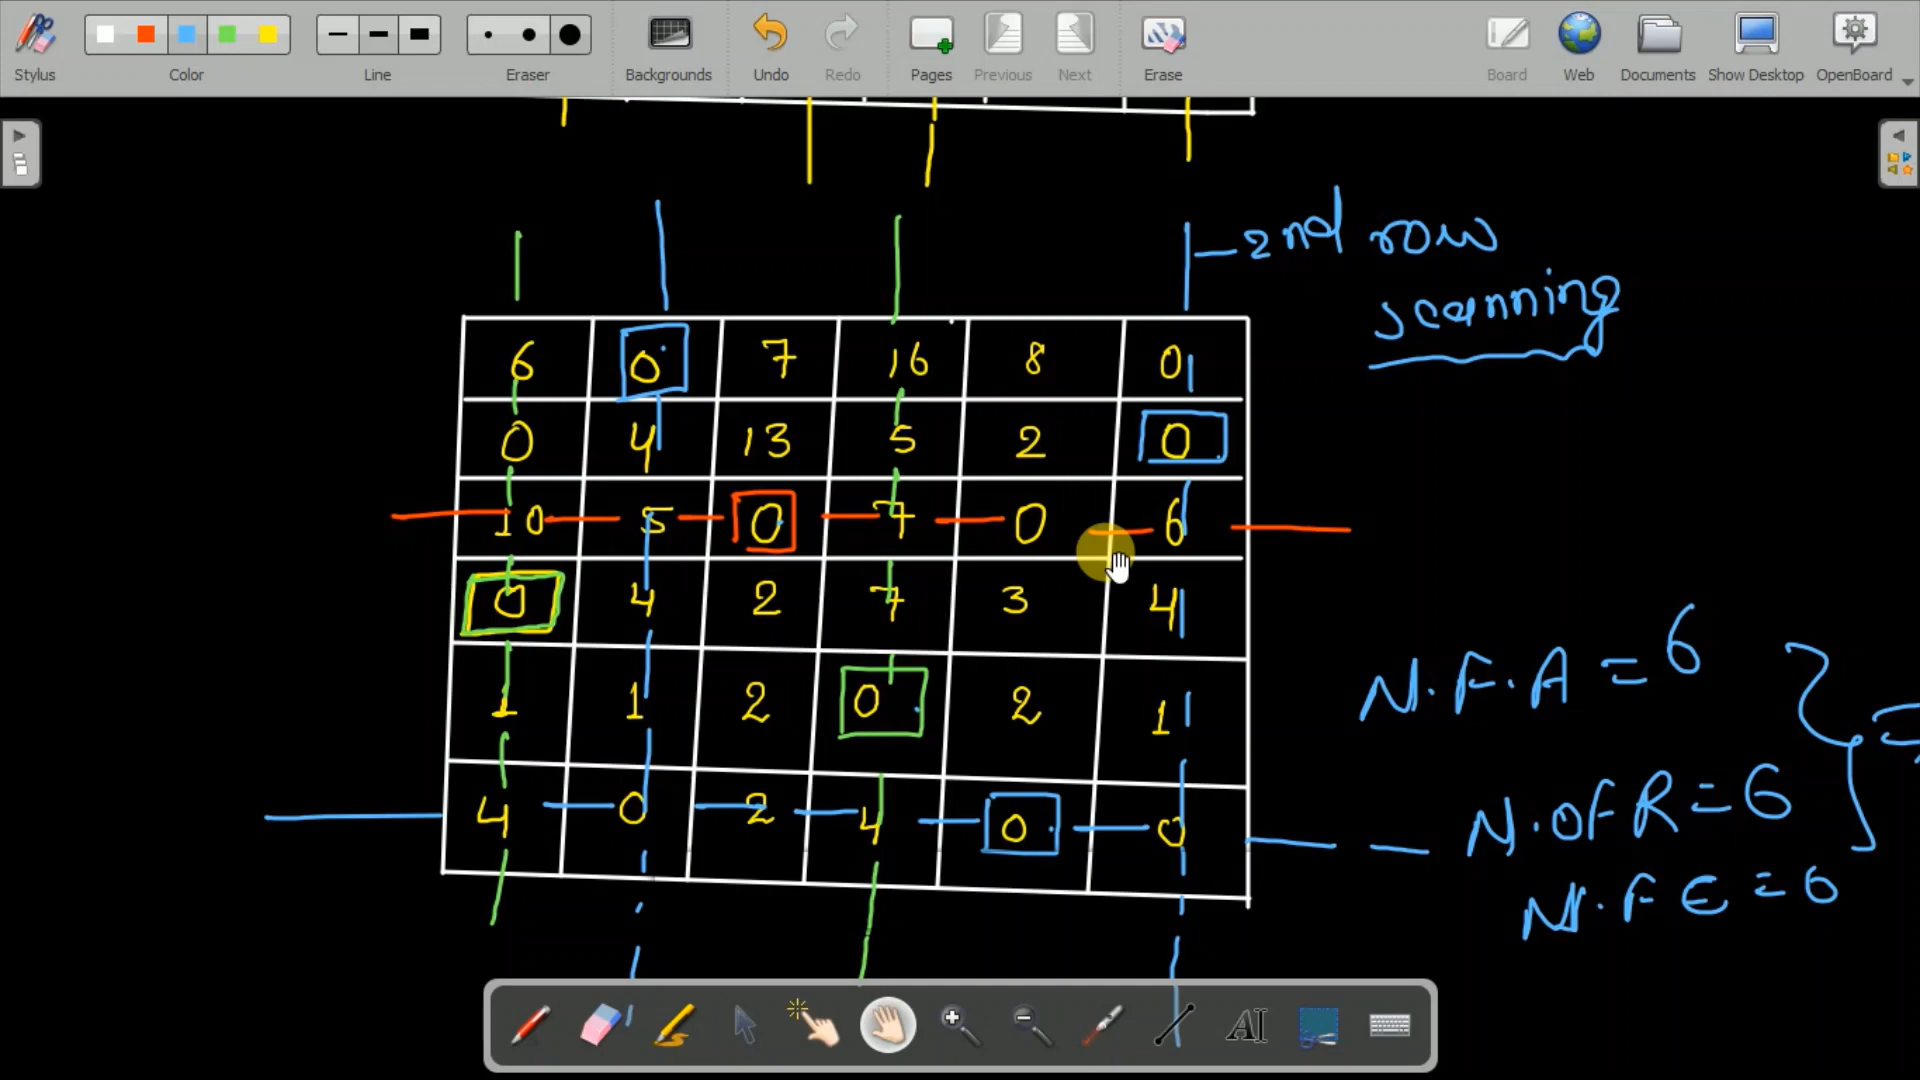 Stylus
Color
Line
Eraser
Backgrounds
Undo
Redo
Pages
Previous
Next
Erase
Board
Web
Documents
Show Desktop
OpenBoard
2nd row
scanning
6 0 7 16 8 0
0 4 13 5 2 0
10 5 0 7 0 6
0 4 2 7 3 4
1 1 2 0 2 1
4 0 2 4 0 0
N.F.A = 6
N.OF R = 6
N.F E = 6